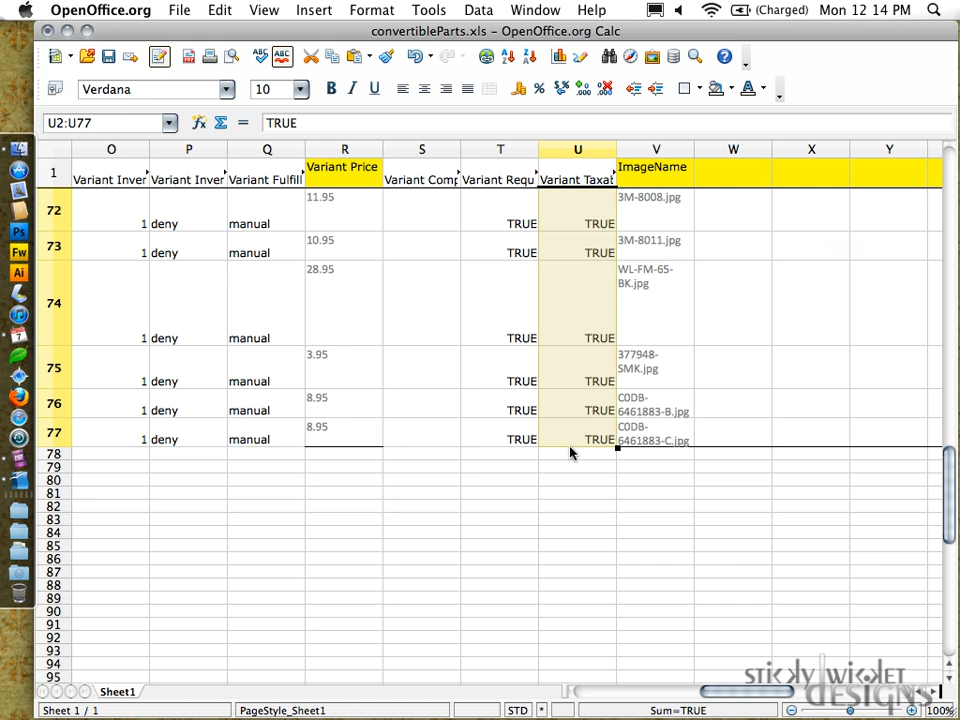 OpenOffice.org File Edit View Insert Format Tools Data Window Help (Charged) Mon 12 14 PM
convertibleParts.xls - OpenOffice.org Calc
Verdana 10 B I U A
U2:U77 TRUE
O P Q R S T U V W X Y
1 Variant Inver Variant Inver Variant Fulfill Variant Price Variant Comp Variant Requ Variant Taxat ImageName
72 1 deny manual 11.95 TRUE TRUE 3M-8008.jpg
73 1 deny manual 10.95 TRUE TRUE 3M-8011.jpg
74 1 deny manual 28.95 TRUE TRUE WL-FM-65-
BK.jpg
75 1 deny manual 3.95 TRUE TRUE 377948-
SMK.jpg
76 1 deny manual 8.95 TRUE TRUE C0DB-
6461883-B.jpg
77 1 deny manual 8.95 TRUE TRUE C0DB-
6461883-C.jpg
78
79
80
81
82
83
84
85
86
87
88
89
90
91
92
93
94
95
Ps
Fw
Ai
7
Sheet1
Sheet 1 / 1 PageStyle_Sheet1 STD * Sum=TRUE 100%
sticky wicket
DESIGNS